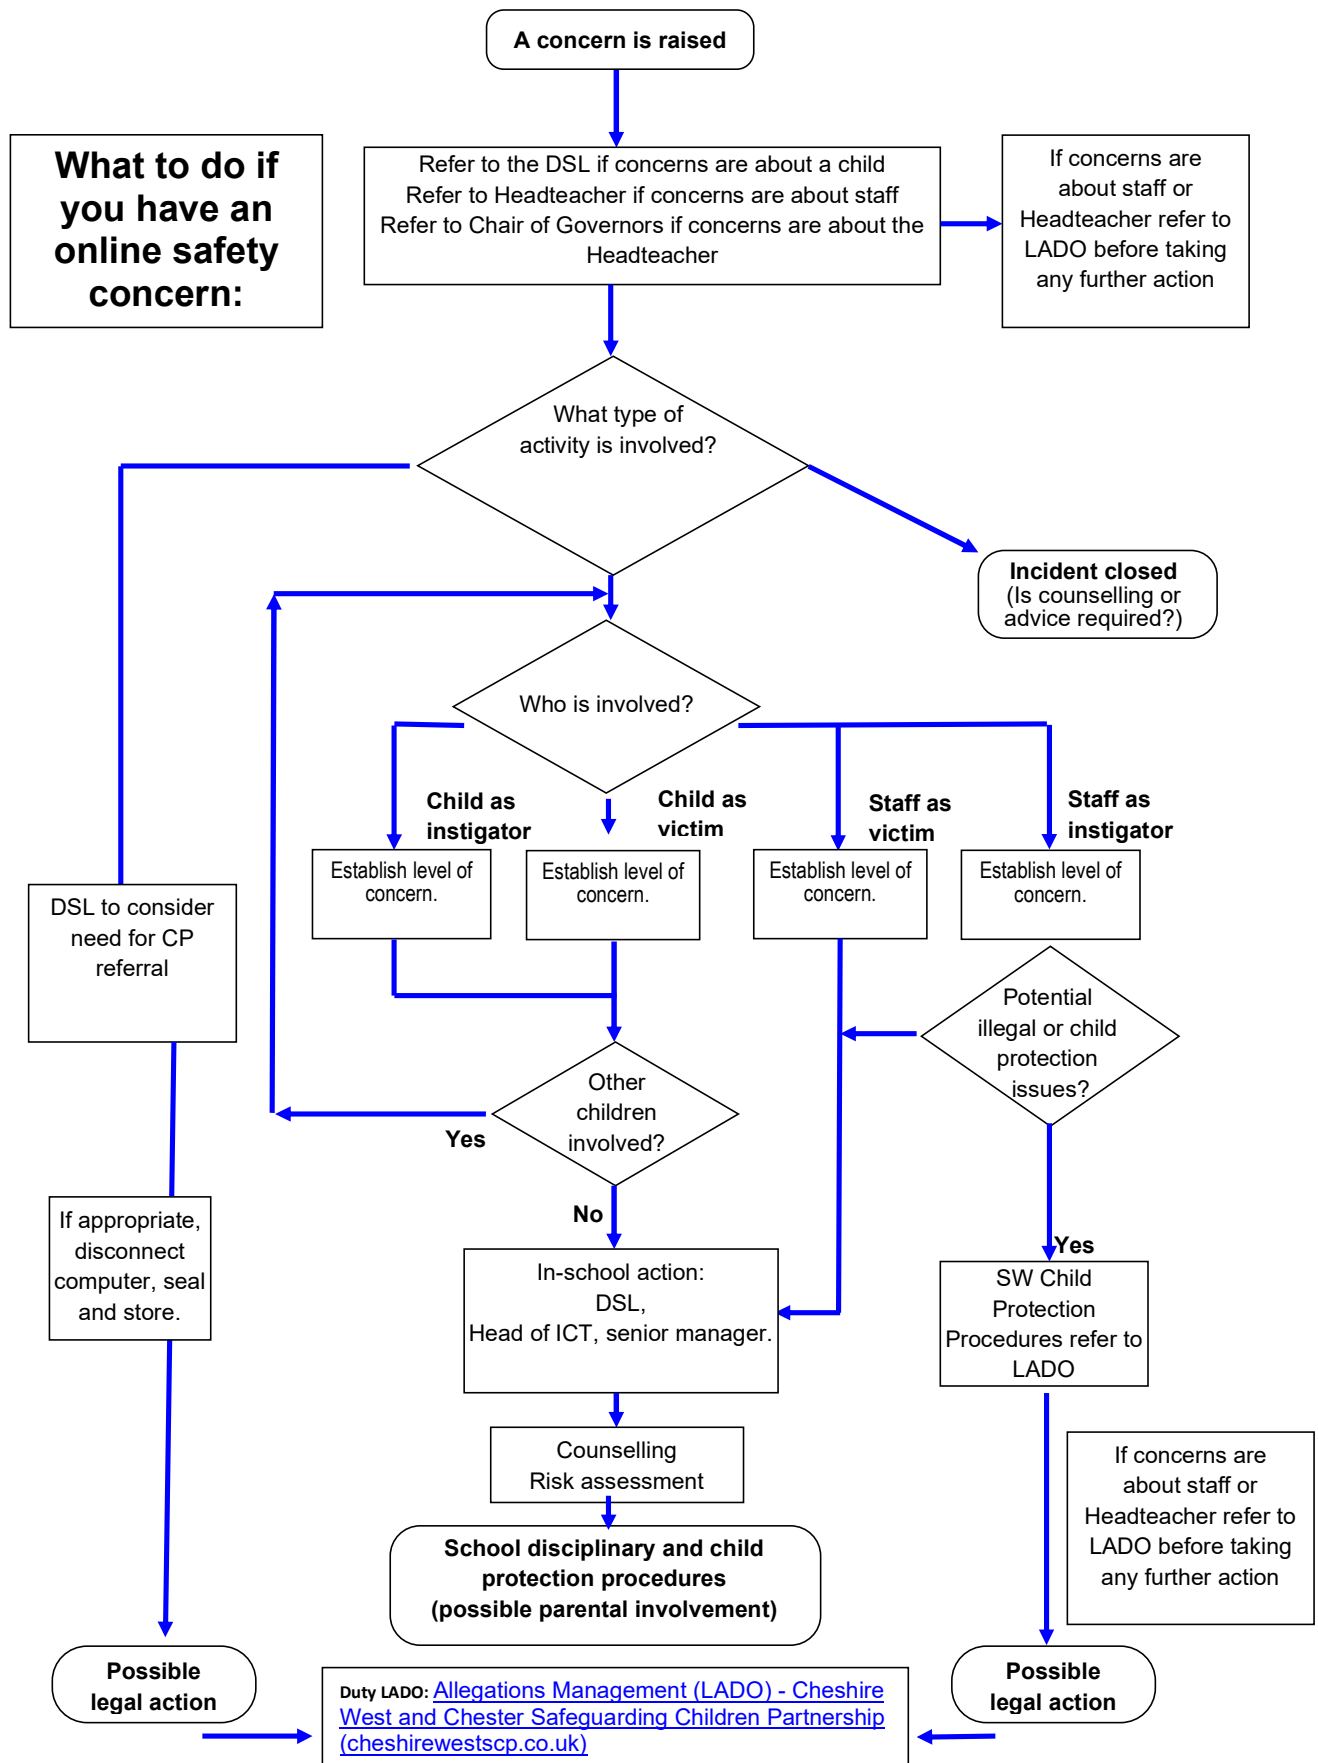 A concern is raised
What to do if
you have an
online safety
concern:
Refer to the DSL if concerns are about a child
Refer to Headteacher if concerns are about staff
Refer to Chair of Governors if concerns are about the
Headteacher
If concerns are
about staff or
Headteacher refer to
LADO before taking
any further action
What type of
activity is involved?
Incident closed
(Is counselling or
advice required?)
Who is involved?
Child as
instigator
Child as
victim
Staff as
victim
Staff as
instigator
Establish level of
concern.
Establish level of
concern.
Establish level of
concern.
Establish level of
concern.
DSL to consider
need for CP
referral
Potential
illegal or child
protection
issues?
Other
children
involved?
Yes
No
If appropriate,
disconnect
computer, seal
and store.
In-school action:
DSL,
Head of ICT, senior manager.
Yes
SW Child
Protection
Procedures refer to
LADO
Counselling
Risk assessment
If concerns are
about staff or
Headteacher refer to
LADO before taking
any further action
School disciplinary and child
protection procedures
(possible parental involvement)
Possible
legal action
Possible
legal action
Duty LADO: Allegations Management (LADO) - Cheshire
West and Chester Safeguarding Children Partnership
(cheshirewestscp.co.uk)